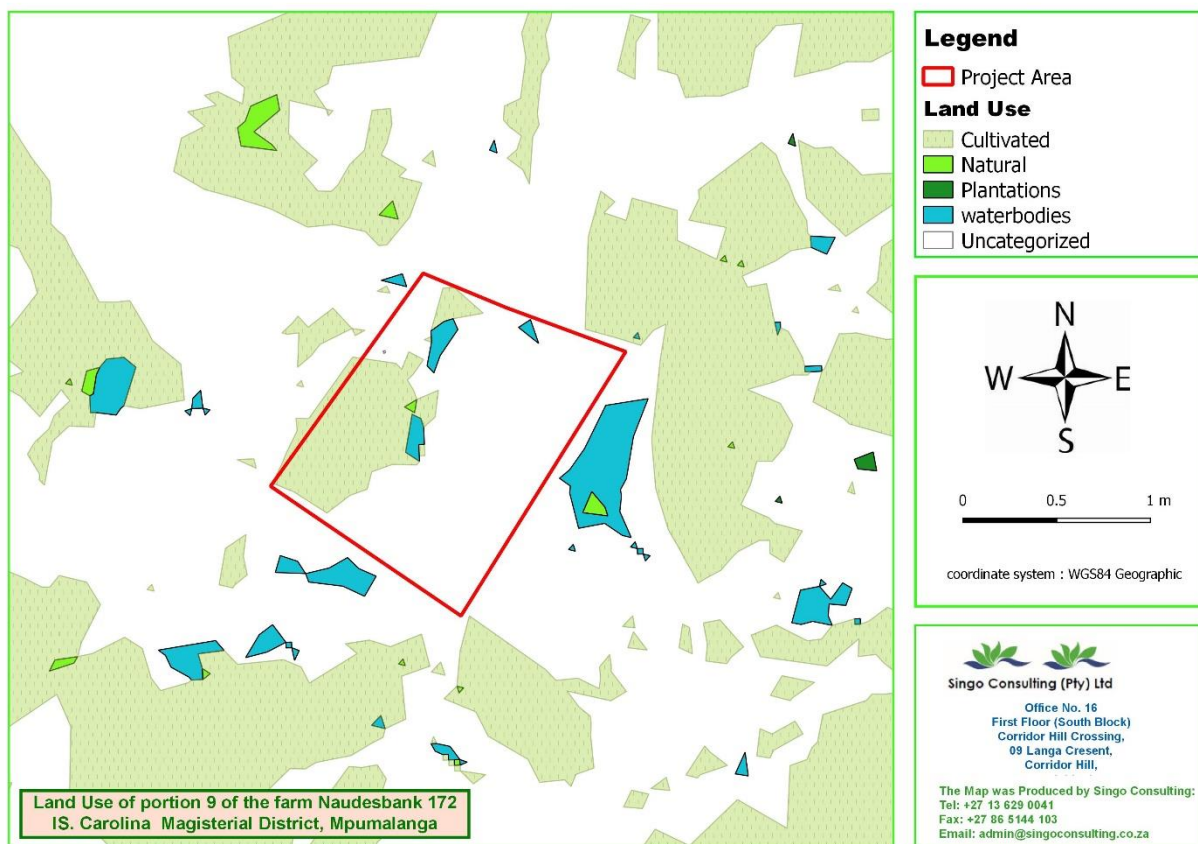 Legend
Project Area
Land Use
Cultivated
Natural
Plantations
waterbodies
Uncategorized
N
W E
S
0 0.5 1 m
coordinate system : WGS84 Geographic
Singo Consulting (Pty) Ltd
Office No. 16
First Floor (South Block)
Corridor Hill Crossing,
09 Langa Cresent,
Corridor Hill,
The Map was Produced by Singo Consulting:
Tel: +27 13 629 0041
Fax: +27 86 5144 103
Email: admin@singoconsulting.co.za
Land Use of portion 9 of the farm Naudesbank 172
IS. Carolina Magisterial District, Mpumalanga